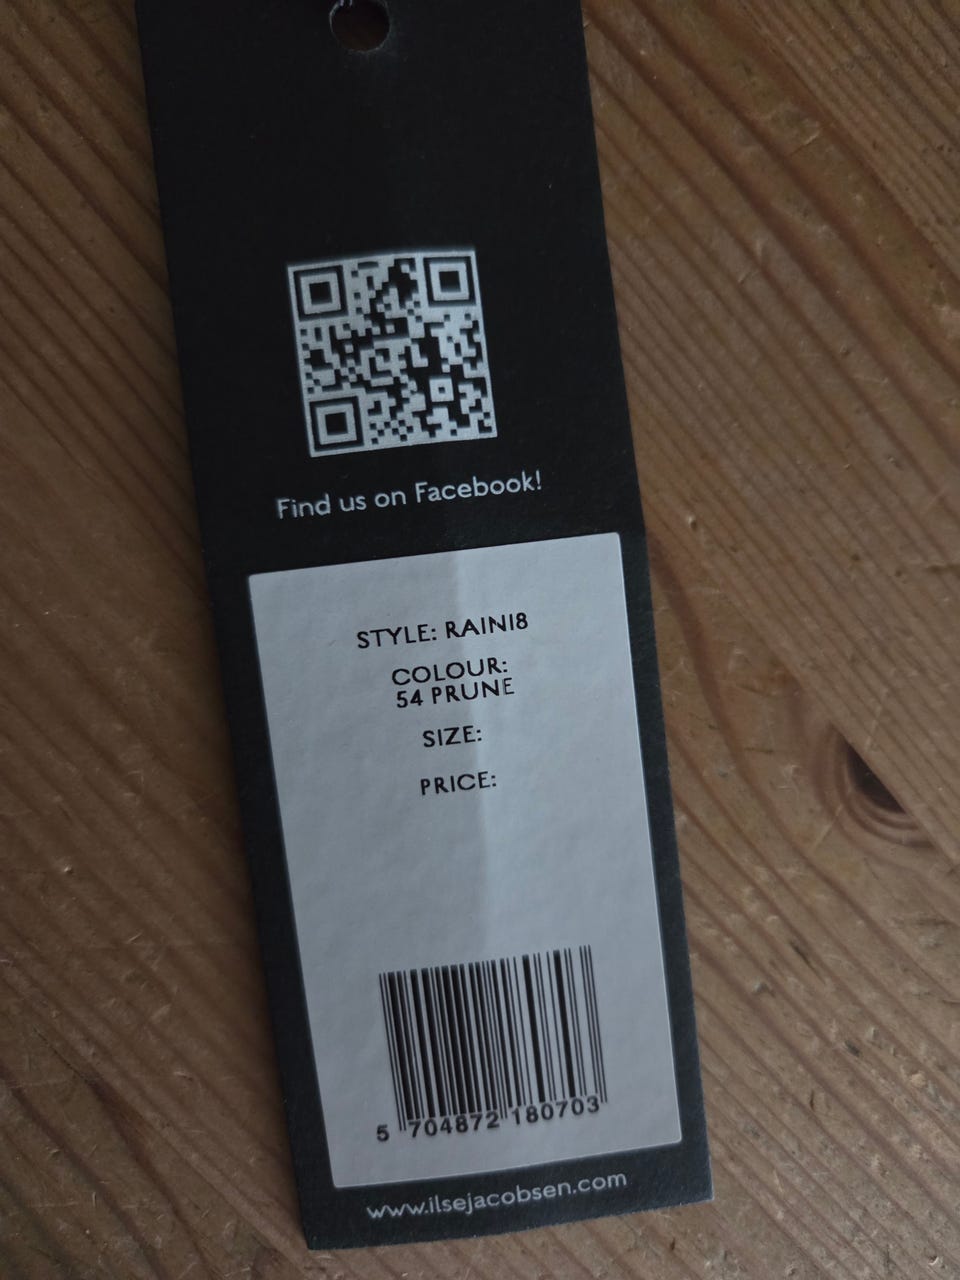 Find us on Facebook!
STYLE: RAIN18
COLOUR:
54 PRUNE
SIZE:
PRICE:
5 704872 180703
www.ilsejacobsen.com